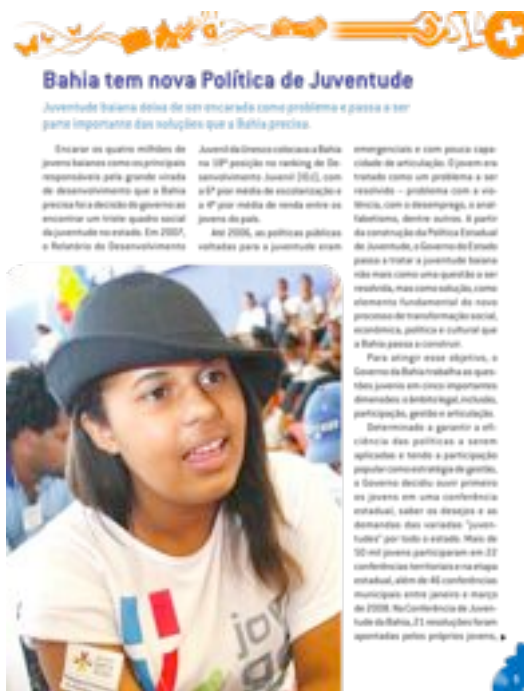 Bahia tem nova Política de Juventude
Juventude baiana deixa de ser encarada como problema e passa a ser
parte importante das soluções que a Bahia precisa.
Encarar os quatro milhões de
jovens baianos como os principais
responsáveis pela grande virada
de desenvolvimento que a Bahia
precisa foi a decisão do governo ao
encontrar um triste quadro social
da juventude no estado. Em 2007,
o Relatório do Desenvolvimento
Juvenil da Unesco colocava a Bahia
na 19ª posição no ranking de De-
senvolvimento Juvenil (IDJ), com
a 6ª pior média de escolarização e
a 4ª pior média de renda entre os
jovens do país.
Até 2006, as políticas públicas
voltadas para a juventude eram
emergenciais e com pouca capa-
cidade de articulação. O jovem era
tratado como um problema a ser
resolvido – problema com a vio-
lência, com o desemprego, o anal-
fabetismo, dentre outros. A partir
da construção da Política Estadual
de Juventude, o Governo do Estado
passa a tratar a juventude baiana
não mais como uma questão a ser
resolvida, mas como solução, como
elemento fundamental do novo
processo de transformação social,
econômica, política e cultural que
a Bahia passa a construir.
Para atingir esse objetivo, o
Governo da Bahia trabalha as ques-
tões juvenis em cinco importantes
dimensões: o âmbito legal, inclusão,
participação, gestão e articulação.
Determinado a garantir a efi-
ciência das políticas a serem
aplicadas e tendo a participação
popular como estratégia de gestão,
o Governo decidiu ouvir primeiro
os jovens em uma conferência
estadual, saber os desejos e as
demandas das variadas "juven-
tudes" por todo o estado. Mais de
50 mil jovens participaram em 22
conferências territoriais e na etapa
estadual, além de 46 conferências
municipais entre janeiro e março
de 2008. Na Conferência de Juven-
tude da Bahia, 21 resoluções foram
apontadas pelos próprios jovens,
jov